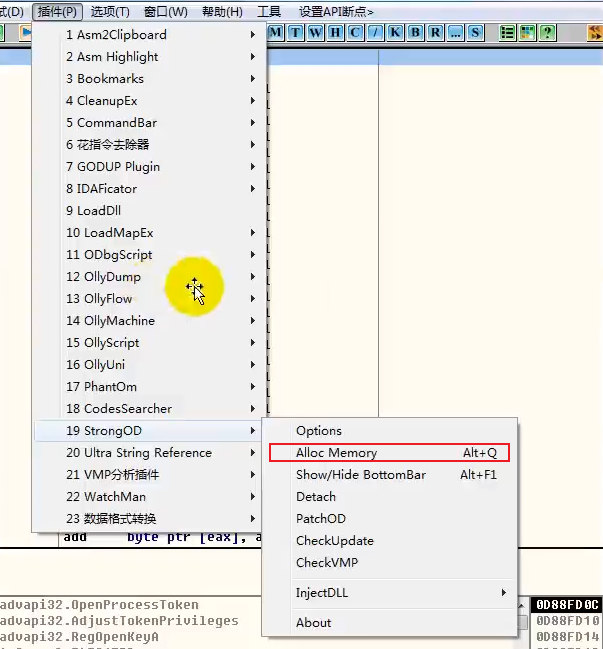 式(D) 插件(P) 选项(T) 窗口(W) 帮助(H) 工具 设置API断点>
M T W H C / K B R ... S ?
1 Asm2Clipboard
2 Asm Highlight
3 Bookmarks
4 CleanupEx
5 CommandBar
6 花指令去除器
7 GODUP Plugin
8 IDAFicator
9 LoadDll
10 LoadMapEx
11 ODbgScript
12 OllyDump
13 OllyFlow
14 OllyMachine
15 OllyScript
16 OllyUni
17 PhantOm
18 CodesSearcher
19 StrongOD
20 Ultra String Reference
21 VMP分析插件
22 WatchMan
23 数据格式转换
Options
Alloc Memory Alt+Q
Show/Hide BottomBar Alt+F1
Detach
PatchOD
CheckUpdate
CheckVMP
InjectDLL
About
add byte ptr [eax], a
advapi32.OpenProcessToken
advapi32.AdjustTokenPrivileges
advapi32.RegOpenKeyA
0D88FD0C
0D88FD10
0D88FD14